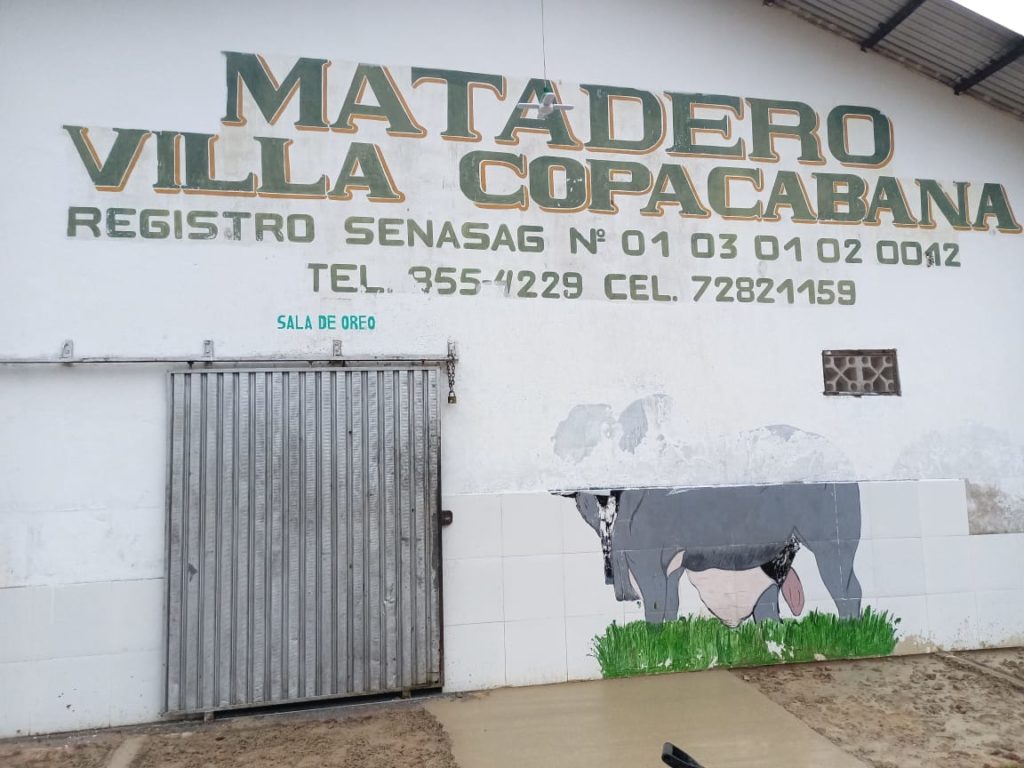 MATADERO
VILLA COPACABANA
REGISTRO SENASAG Nº 01 03 01 02 0012
TEL. 355-4229 CEL. 72821159
SALA DE OREO